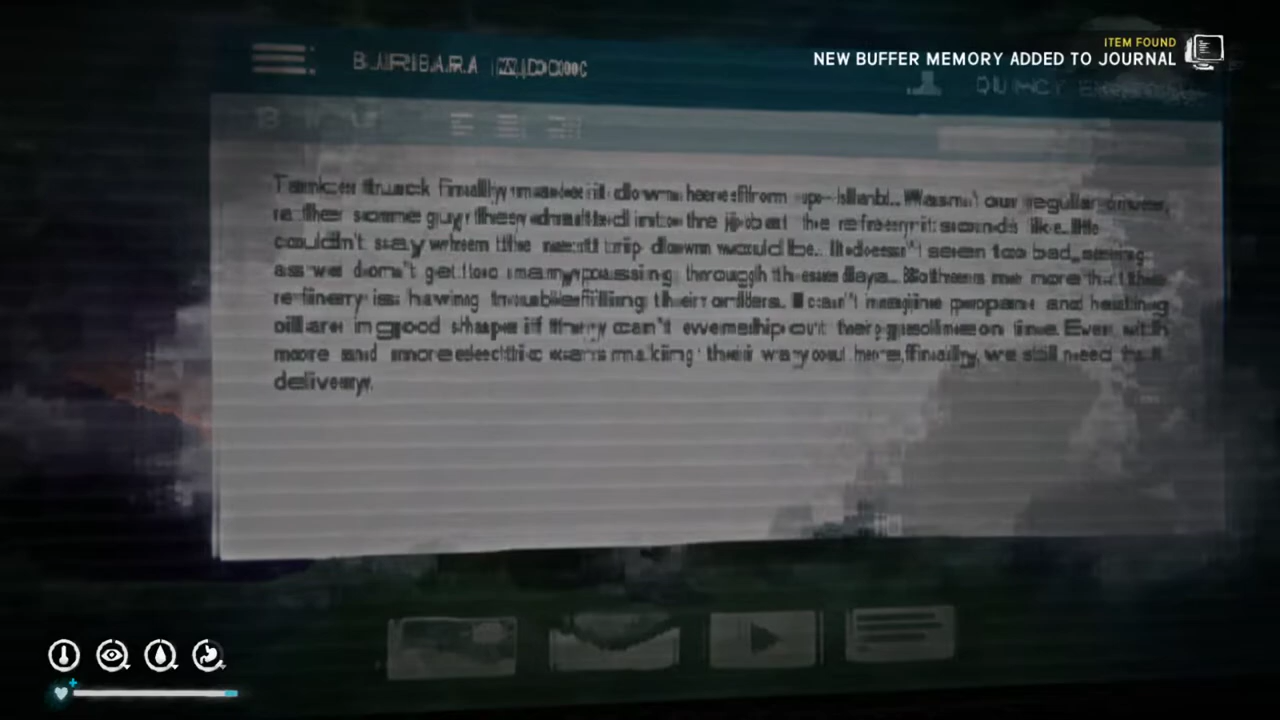 ITEM FOUND
NEW BUFFER MEMORY ADDED TO JOURNAL
Tanker truck finally made it down here from up-Island. Wasn't our regular driver,
rather some guy they drafted into the job at the refinery it sounds like. He
couldn't say when the next trip down would be. It doesn't seem too bad, seeing
as we don't get too many passing through these days. Bothers me more that the
refinery is having trouble filling their orders. I can't imagine propane and heating
oil are in good shape if they can't even ship out their gasoline on time. Even with
more and more electric cars making their way out here, finally, we still need that
delivery.